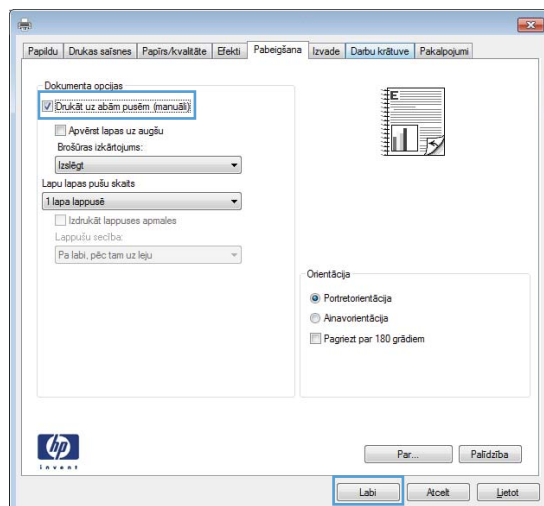 Papildu Drukas saīsnes Papīrs/kvalitāte Efekti Pabeigšana Izvade Darbu krātuve Pakalpojumi
Dokumenta opcijas
Drukāt uz abām pusēm (manuāli)
Apvērst lapas uz augšu
Brošūras izkārtojums:
Izslēgt
Lapu lapas pušu skaits
1 lapa lappusē
Izdrukāt lappuses apmales
Lappušu secība:
Pa labi, pēc tam uz leju
E
Orientācija
Portretorientācija
Ainavorientācija
Pagriezt par 180 grādiem
hp
invent
Par... Palīdzība
Labi Atcelt Lietot